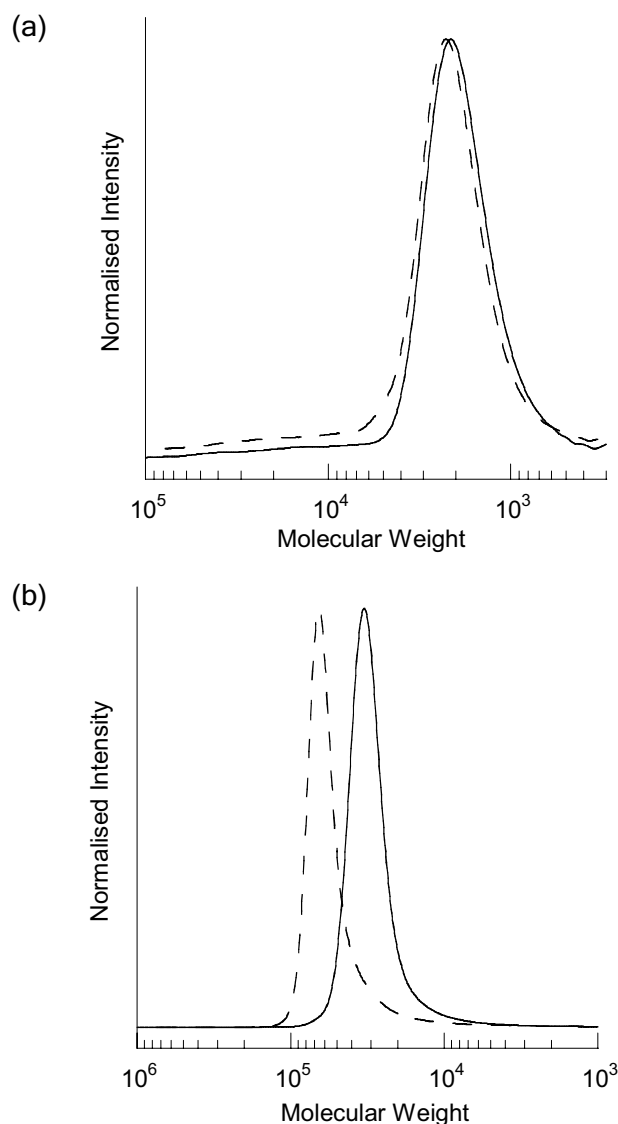 (a)
Normalised Intensity
10⁵ 10⁴ 10³
Molecular Weight
(b)
Normalised Intensity
10⁶ 10⁵ 10⁴ 10³
Molecular Weight